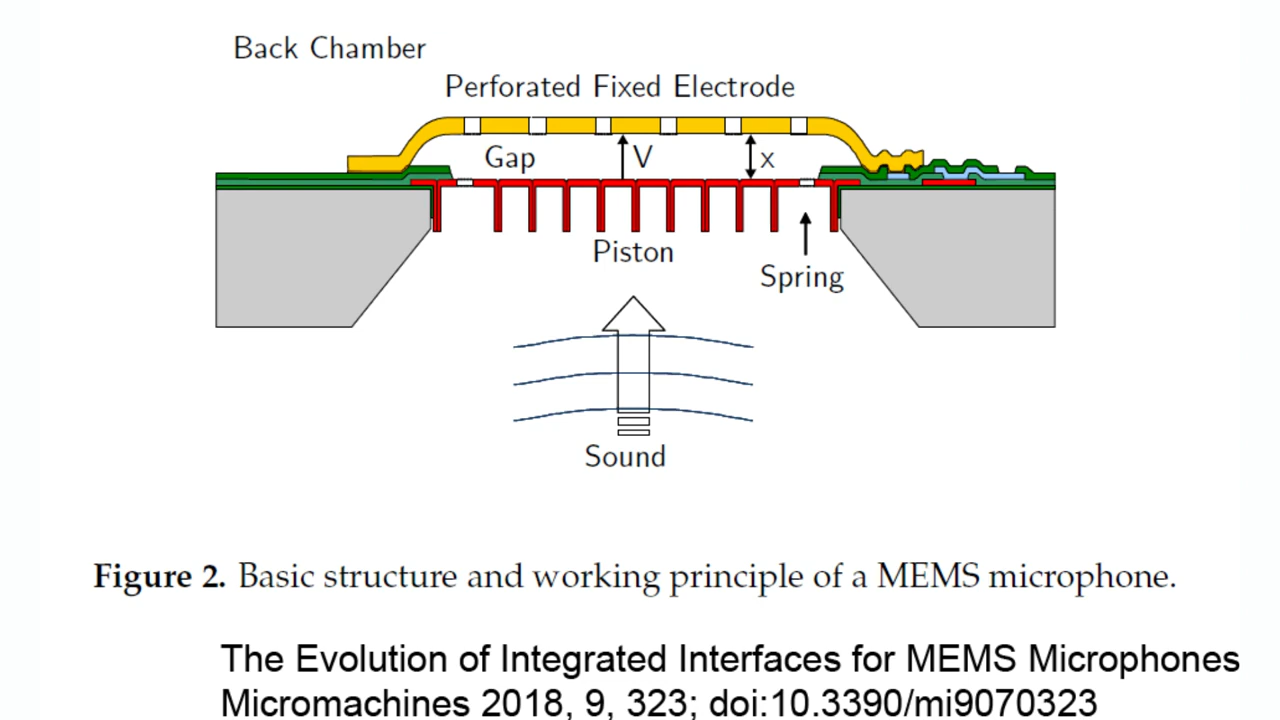 Back Chamber
Perforated Fixed Electrode
Gap
V
x
Piston
Spring
Sound
Figure 2. Basic structure and working principle of a MEMS microphone.
The Evolution of Integrated Interfaces for MEMS Microphones
Micromachines 2018, 9, 323; doi:10.3390/mi9070323